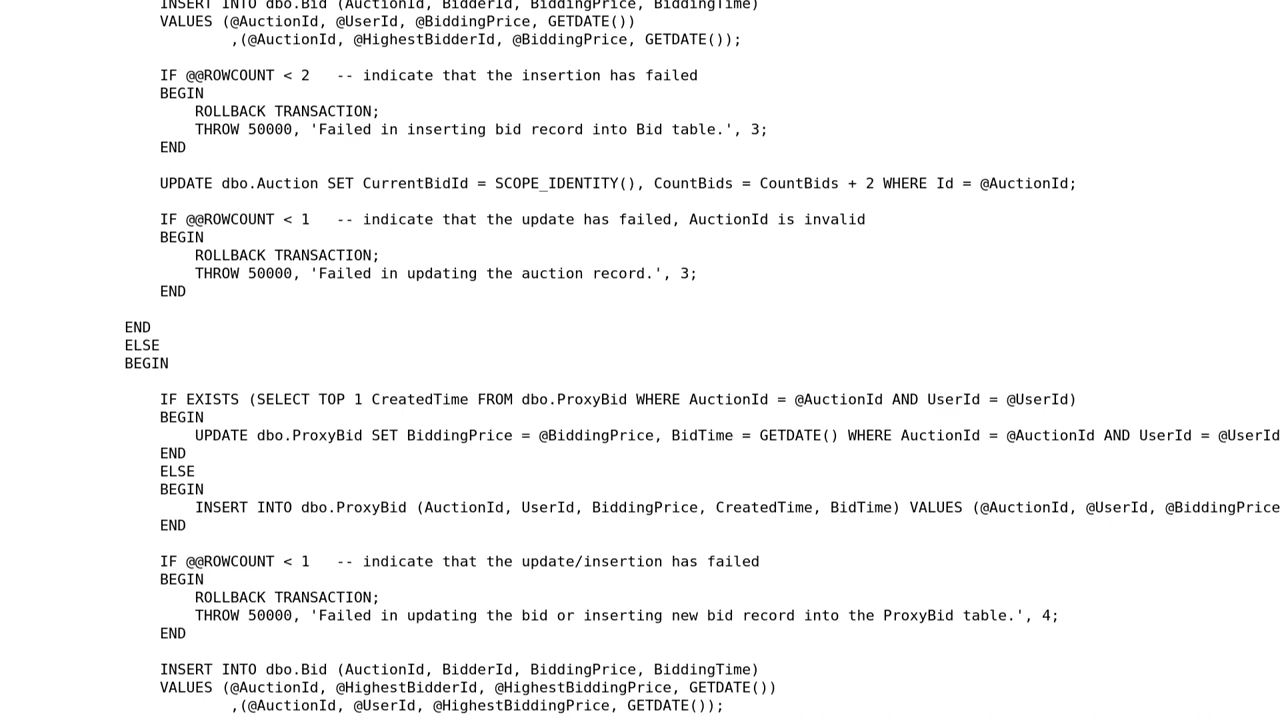 INSERT INTO dbo.Bid (AuctionId, BidderId, BiddingPrice, BiddingTime)
VALUES (@AuctionId, @UserId, @BiddingPrice, GETDATE())
,(@AuctionId, @HighestBidderId, @BiddingPrice, GETDATE());
IF @@ROWCOUNT < 2   -- indicate that the insertion has failed
BEGIN
ROLLBACK TRANSACTION;
THROW 50000, 'Failed in inserting bid record into Bid table.', 3;
END
UPDATE dbo.Auction SET CurrentBidId = SCOPE_IDENTITY(), CountBids = CountBids + 2 WHERE Id = @AuctionId;
IF @@ROWCOUNT < 1   -- indicate that the update has failed, AuctionId is invalid
BEGIN
ROLLBACK TRANSACTION;
THROW 50000, 'Failed in updating the auction record.', 3;
END
END
ELSE
BEGIN
IF EXISTS (SELECT TOP 1 CreatedTime FROM dbo.ProxyBid WHERE AuctionId = @AuctionId AND UserId = @UserId)
BEGIN
UPDATE dbo.ProxyBid SET BiddingPrice = @BiddingPrice, BidTime = GETDATE() WHERE AuctionId = @AuctionId AND UserId = @UserId
END
ELSE
BEGIN
INSERT INTO dbo.ProxyBid (AuctionId, UserId, BiddingPrice, CreatedTime, BidTime) VALUES (@AuctionId, @UserId, @BiddingPrice
END
IF @@ROWCOUNT < 1   -- indicate that the update/insertion has failed
BEGIN
ROLLBACK TRANSACTION;
THROW 50000, 'Failed in updating the bid or inserting new bid record into the ProxyBid table.', 4;
END
INSERT INTO dbo.Bid (AuctionId, BidderId, BiddingPrice, BiddingTime)
VALUES (@AuctionId, @HighestBidderId, @HighestBiddingPrice, GETDATE())
,(@AuctionId, @UserId, @HighestBiddingPrice, GETDATE());